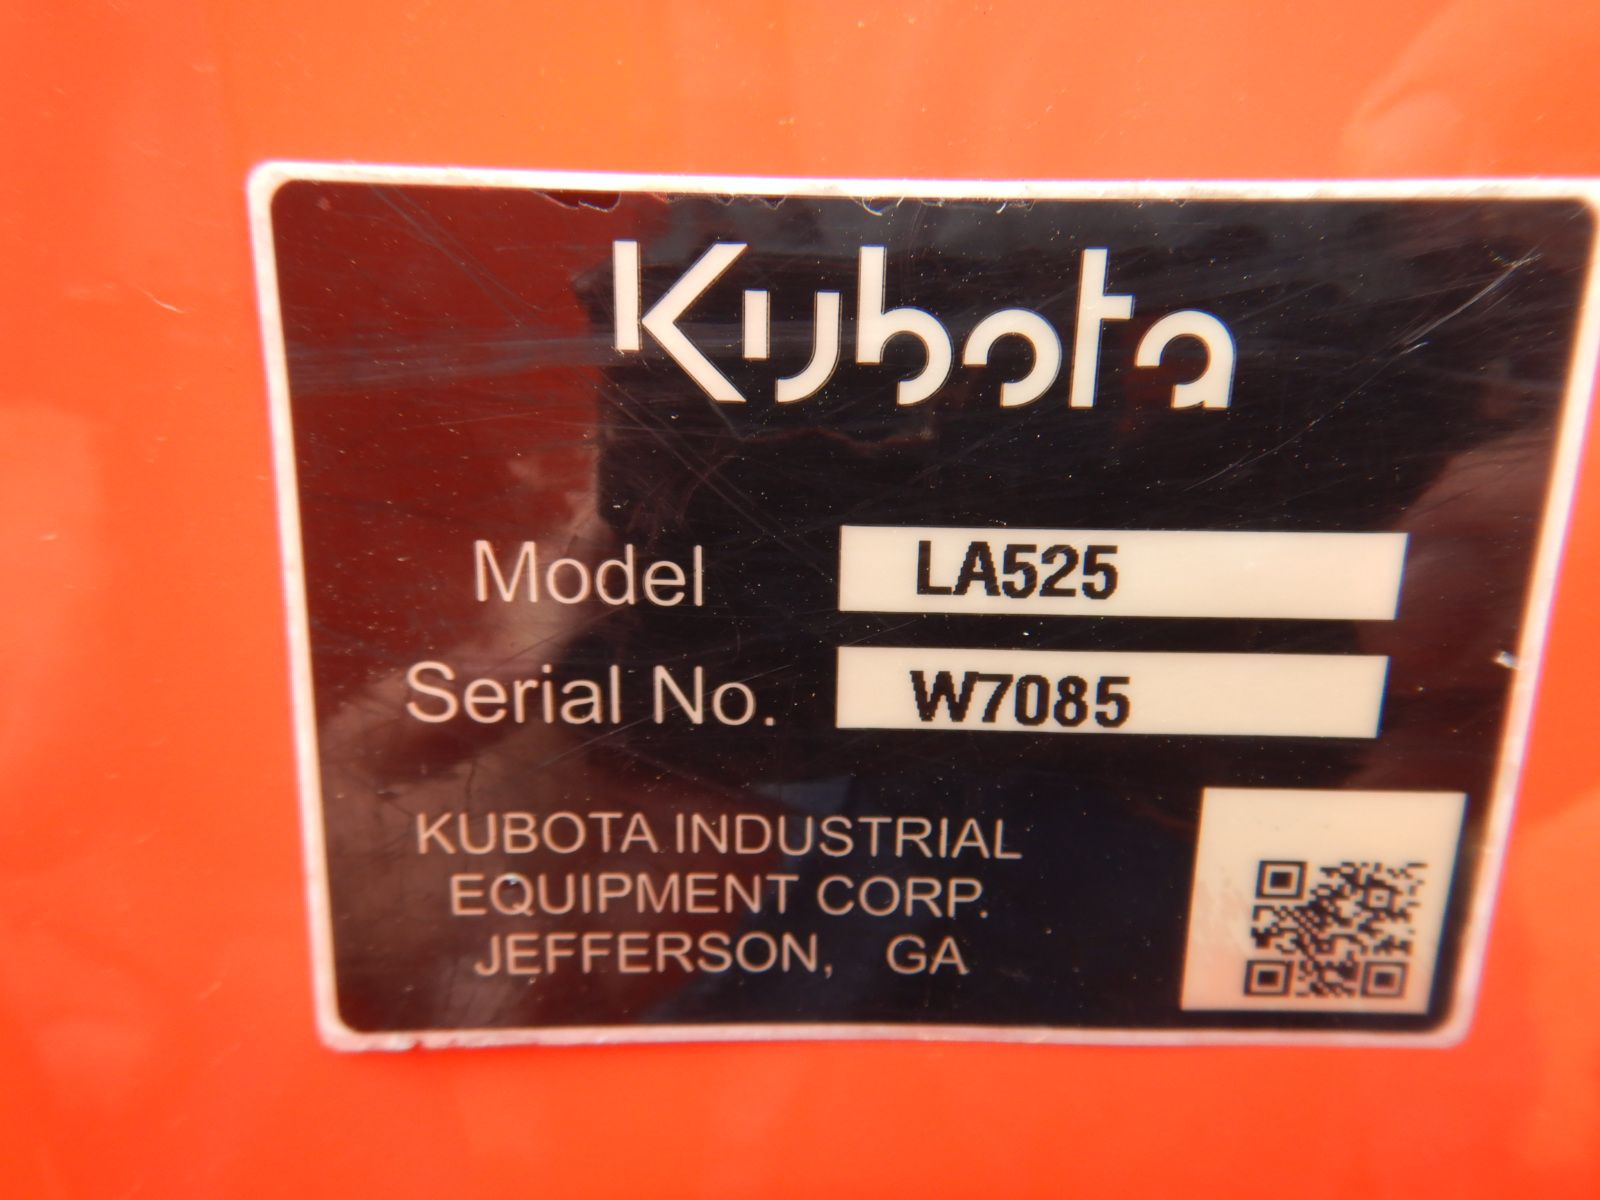 Kubota
Model LA525
Serial No. W7085
KUBOTA INDUSTRIAL
EQUIPMENT CORP.
JEFFERSON, GA